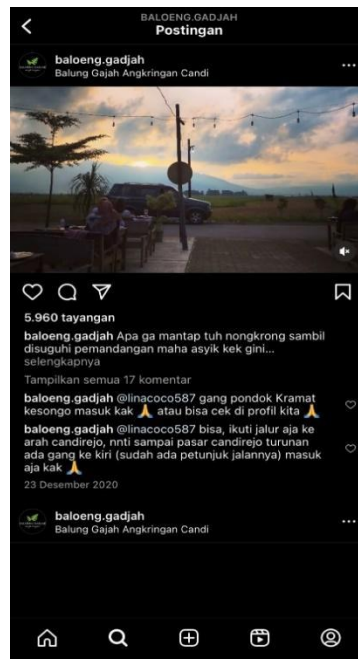 BALOENG.GADJAH
Postingan
baloeng.gadjah
Balung Gajah Angkringan Candi
5.960 tayangan
baloeng.gadjah Apa ga mantap tuh nongkrong sambil
disuguhi pemandangan maha asyik kek gini...
selengkapnya
Tampilkan semua 17 komentar
baloeng.gadjah @linacoco587 gang pondok Kramat
kesongo masuk kak 🙏 atau bisa cek di profil kita 🙏
baloeng.gadjah @linacoco587 bisa, ikuti jalur aja ke
arah candirejo, nnti sampai pasar candirejo turunan
ada gang ke kiri (sudah ada petunjuk jalannya) masuk
aja kak 🙏
23 Desember 2020
baloeng.gadjah
Balung Gajah Angkringan Candi